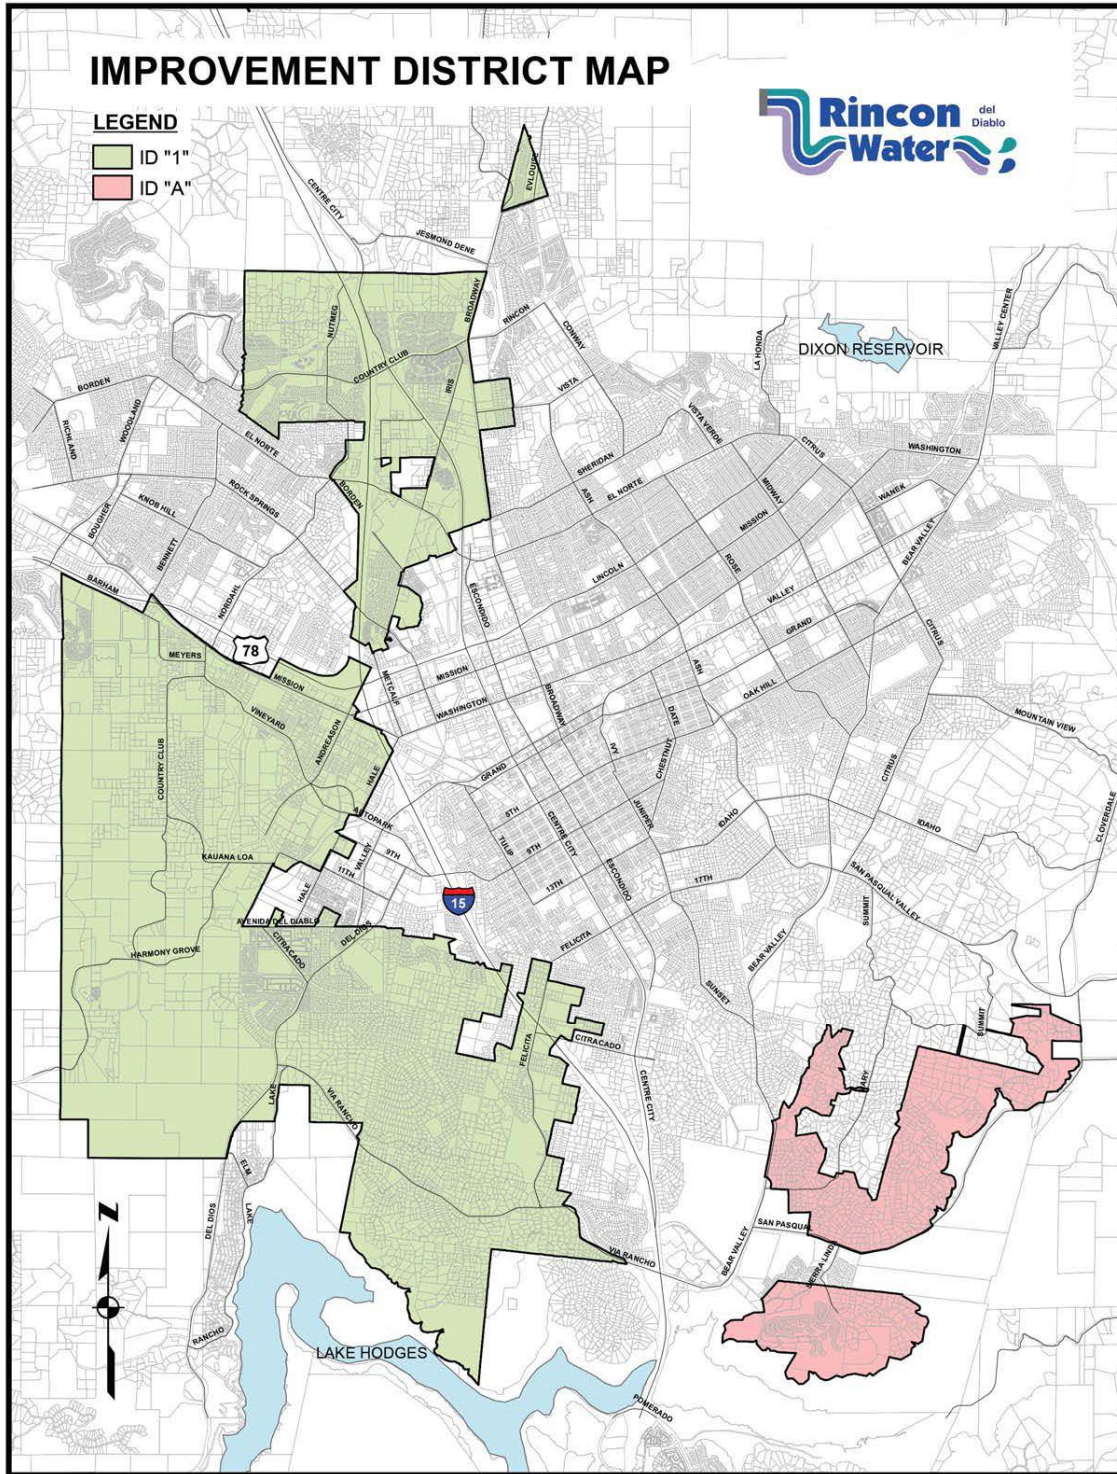 IMPROVEMENT DISTRICT MAP
LEGEND
ID "1"
ID "A"
Rincon
del
Diablo
Water
EVLOUISE
CENTRE CITY
JESMOND DENE
BROADWAY
RINCON
CONWAY
NUTMEG
COUNTRY CLUB
IRIS
VISTA
LA HONDA
DIXON RESERVOIR
VALLEY CENTER
BORDEN
RICHLAND
WOODLAND
EL NORTE
VISTA VERDE
CITRUS
WASHINGTON
SHERIDAN
ASH
EL NORTE
MIDWAY
WANEK
MISSION
BORDEN
ROCK SPRINGS
KNOB HILL
BOUGHER
BENNETT
NORDAHL
BARHAM
ROSE
BEAR VALLEY
LINCOLN
VALLEY
GRAND
CITRUS
ESCONDIDO
78
MEYERS
MISSION
METCALF
MISSION
WASHINGTON
BROADWAY
ASH
OAK HILL
DATE
MOUNTAIN VIEW
VINEYARD
ANDREASON
COUNTRY CLUB
HALE
GRAND
IVY
CHESTNUT
CITRUS
CLOVERDALE
AUTOPARK
5TH
CENTRE CITY
JUNIPER
IDAHO
IDAHO
TULIP
9TH
9TH
VALLEY
11TH
KAUANA LOA
HALE
13TH
ESCONDIDO
17TH
SAN PASQUAL VALLEY
15
SUMMIT
AVENIDA DEL DIABLO
DEL DIOS
CITRACADO
HARMONY GROVE
FELICITA
BEAR VALLEY
SUNSET
SUMMIT
FELICITA
CITRACADO
CENTRE CITY
MARY
LAKE
VIA RANCHO
ELM
DEL DIOS
LAKE
SAN PASQUAL
BEAR VALLEY
SIERRA LINDA
VIA RANCHO
N
RANCHO
LAKE HODGES
POMERADO